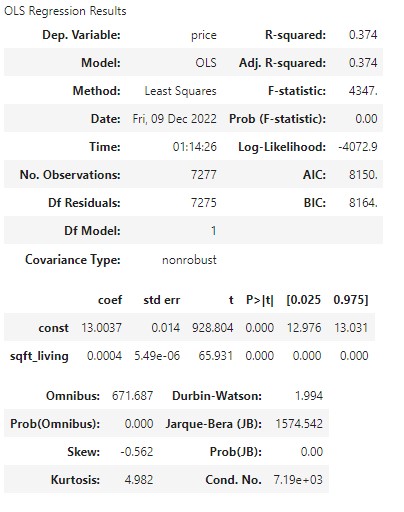 OLS Regression Results
Dep. Variable: price R-squared: 0.374
Model: OLS Adj. R-squared: 0.374
Method: Least Squares F-statistic: 4347.
Date: Fri, 09 Dec 2022 Prob (F-statistic): 0.00
Time: 01:14:26 Log-Likelihood: -4072.9
No. Observations: 7277 AIC: 8150.
Df Residuals: 7275 BIC: 8164.
Df Model: 1
Covariance Type: nonrobust
coef std err t P>|t| [0.025 0.975]
const 13.0037 0.014 928.804 0.000 12.976 13.031
sqft_living 0.0004 5.49e-06 65.931 0.000 0.000 0.000
Omnibus: 671.687 Durbin-Watson: 1.994
Prob(Omnibus): 0.000 Jarque-Bera (JB): 1574.542
Skew: -0.562 Prob(JB): 0.00
Kurtosis: 4.982 Cond. No. 7.19e+03